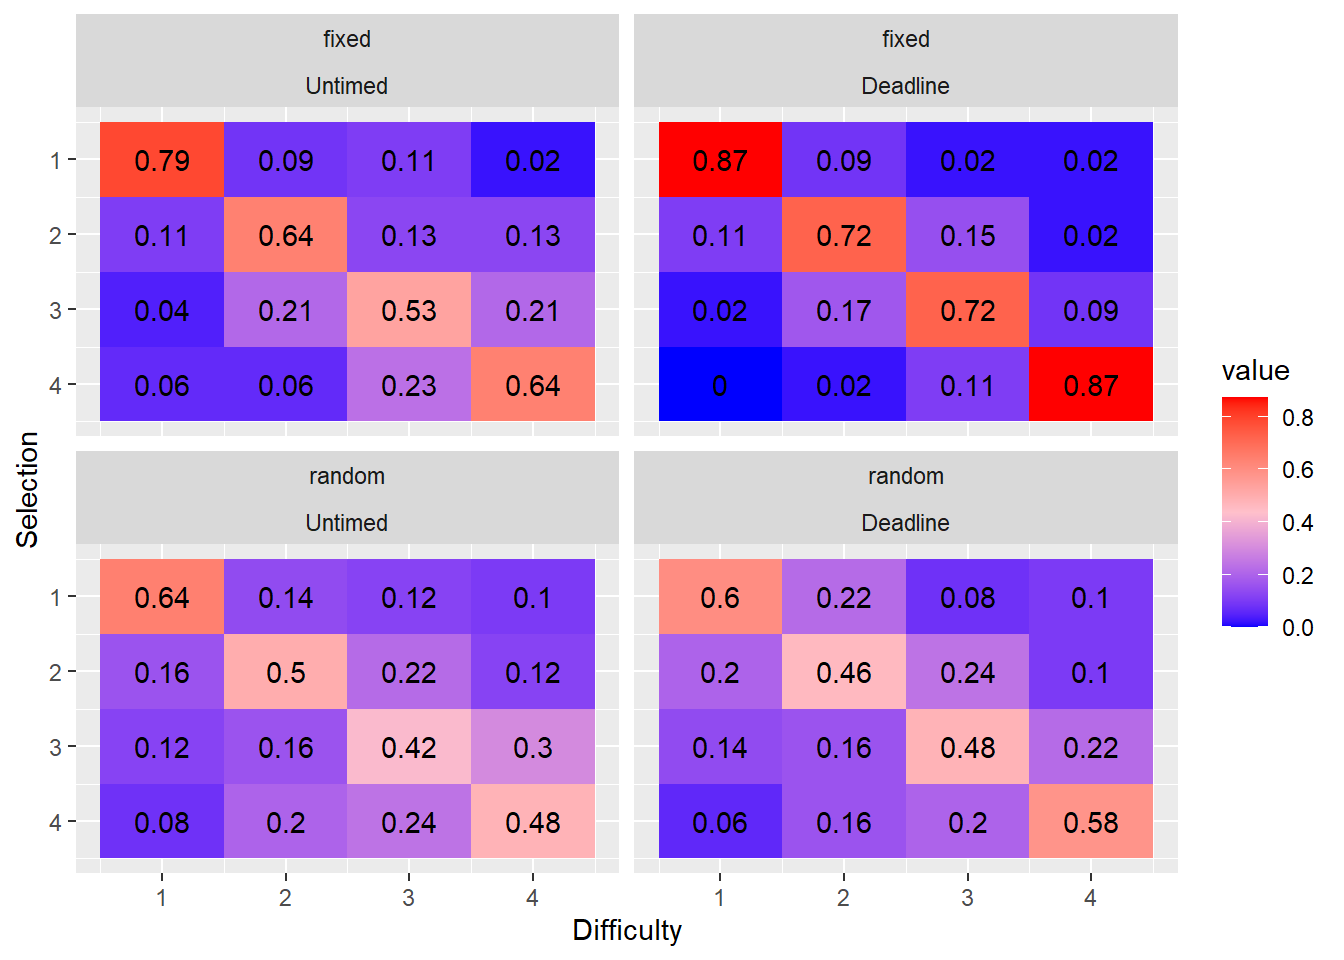 fixed fixed
Untimed Deadline
1 0.79 0.09 0.11 0.02 0.87 0.09 0.02 0.02
2 0.11 0.64 0.13 0.13 0.11 0.72 0.15 0.02
3 0.04 0.21 0.53 0.21 0.02 0.17 0.72 0.09
4 0.06 0.06 0.23 0.64 0 0.02 0.11 0.87
random random
Untimed Deadline
1 0.64 0.14 0.12 0.1 0.6 0.22 0.08 0.1
2 0.16 0.5 0.22 0.12 0.2 0.46 0.24 0.1
3 0.12 0.16 0.42 0.3 0.14 0.16 0.48 0.22
4 0.08 0.2 0.24 0.48 0.06 0.16 0.2 0.58
1 2 3 4 1 2 3 4
Difficulty
Selection
value
0.8
0.6
0.4
0.2
0.0